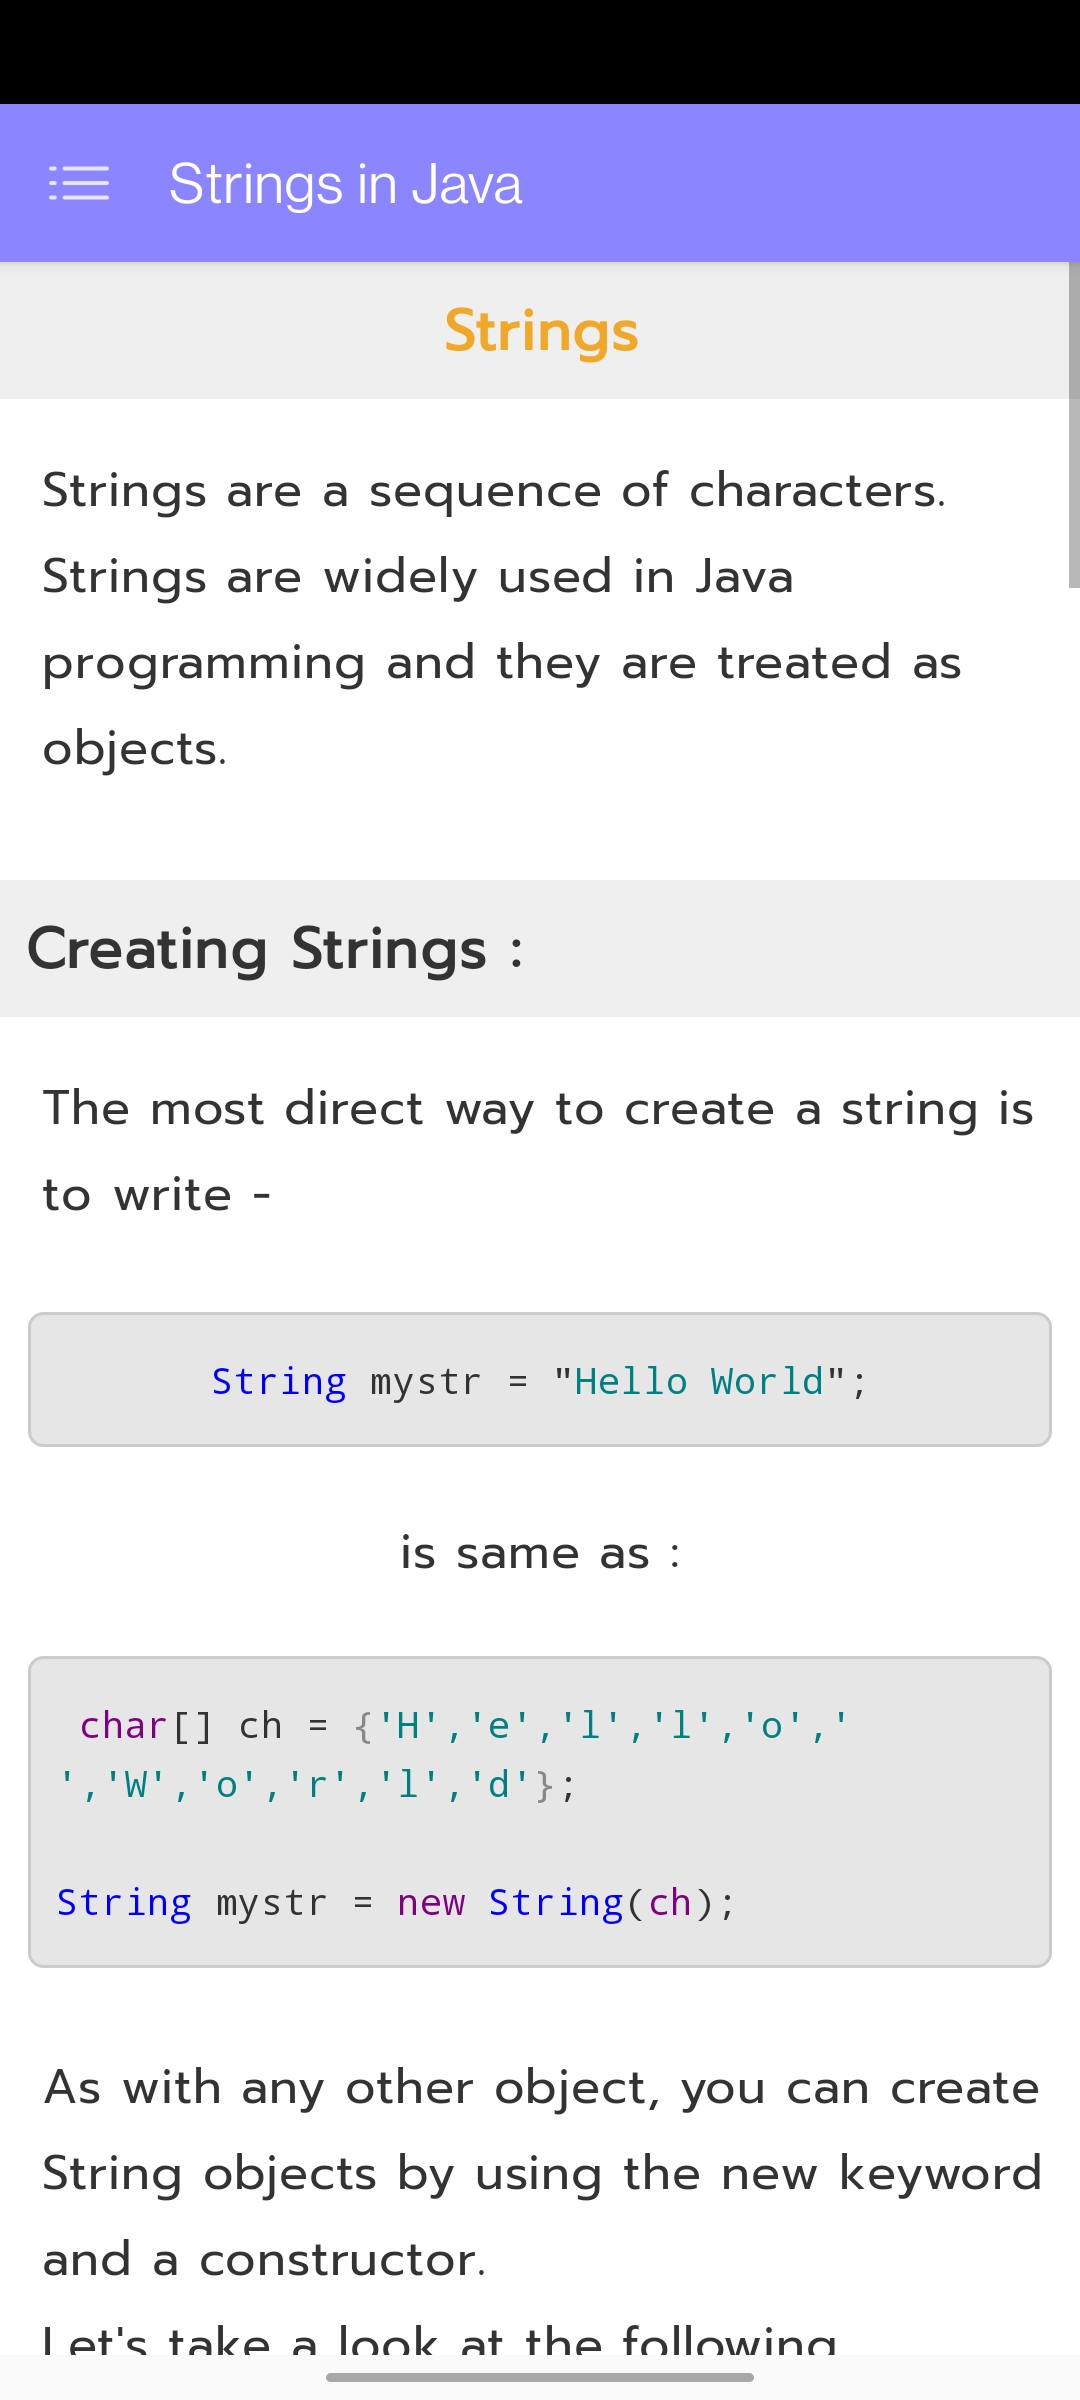 Strings in Java
Strings
Strings are a sequence of characters.
Strings are widely used in Java
programming and they are treated as
objects.
Creating Strings :
The most direct way to create a string is
to write -
String mystr = "Hello World";
is same as :
char[] ch = {'H','e','l','l','o','
','W','o','r','l','d'};
String mystr = new String(ch);
As with any other object, you can create
String objects by using the new keyword
and a constructor.
Let's take a look at the following